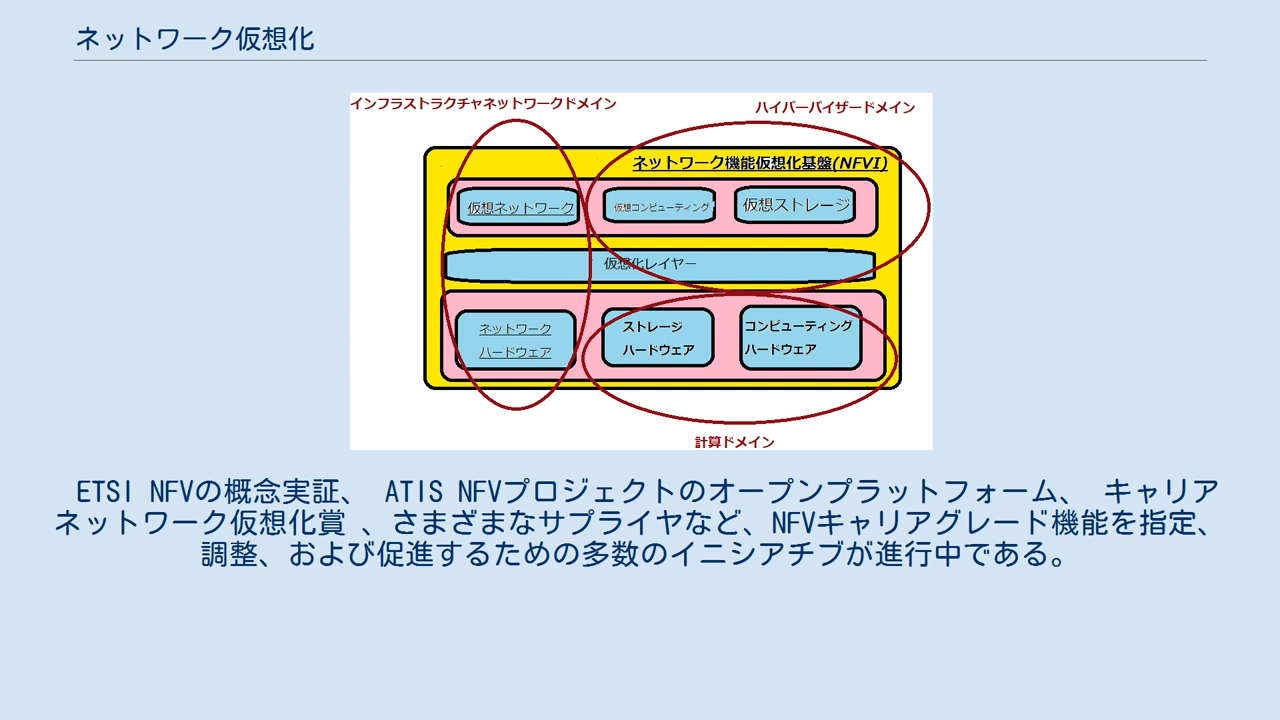 ネットワーク仮想化
インフラストラクチャネットワークドメイン
ハイパーバイザードメイン
ネットワーク機能仮想化基盤(NFVI)
仮想ネットワーク
仮想コンピューティング
仮想ストレージ
仮想化レイヤー
ネットワーク
ハードウェア
ストレージ
ハードウェア
コンピューティング
ハードウェア
計算ドメイン
ETSI NFVの概念実証、 ATIS NFVプロジェクトのオープンプラットフォーム、 キャリア
ネットワーク仮想化賞 、さまざまなサプライヤなど、NFVキャリアグレード機能を指定、
調整、および促進するための多数のイニシアチブが進行中である。